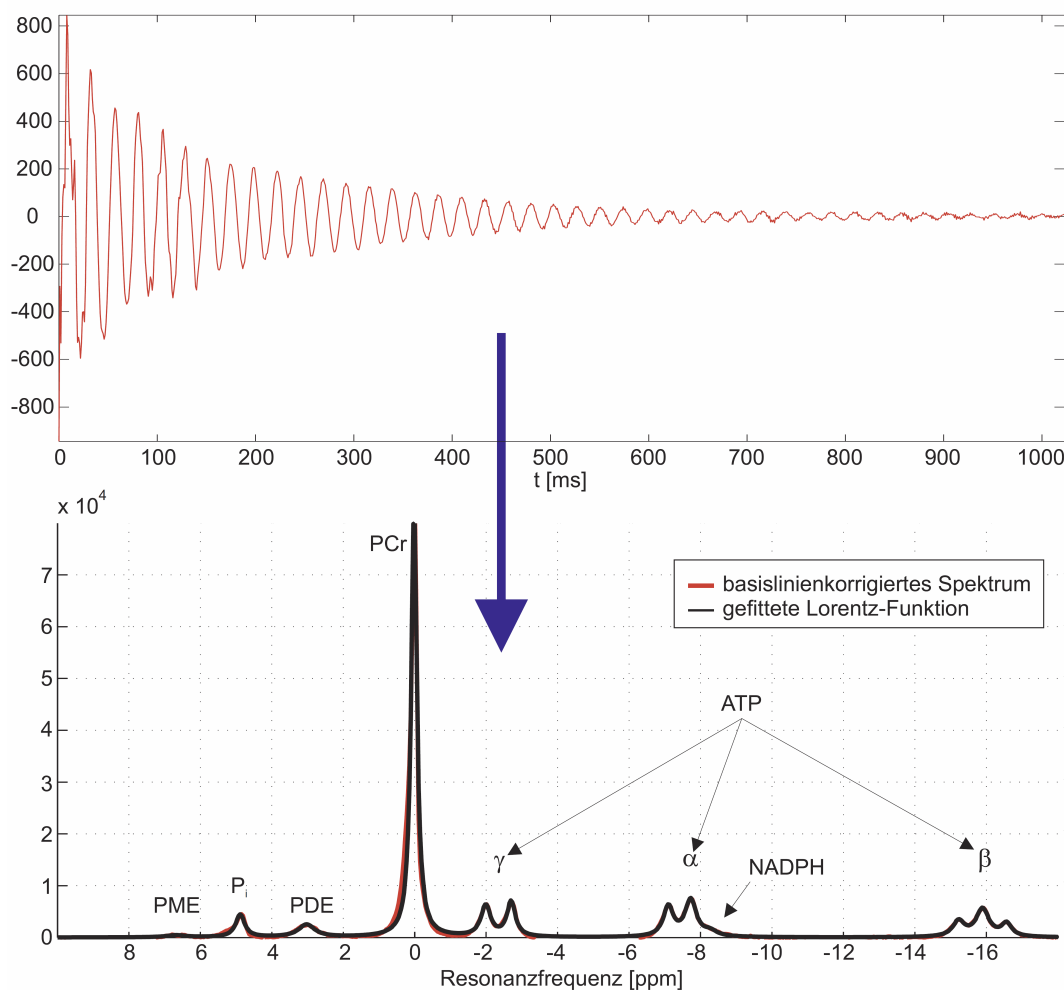 800
600
400
200
0
-200
-400
-600
-800
0 100 200 300 400 500 600 700 800 900 1000
t [ms]
x 10⁴
PCr
basislinienkorrigiertes Spektrum
gefittete Lorentz-Funktion
7
6
5
4
3
2
1
0
ATP
γ
α
β
NADPH
PME
Pᵢ
PDE
8 6 4 2 0 -2 -4 -6 -8 -10 -12 -14 -16
Resonanzfrequenz [ppm]